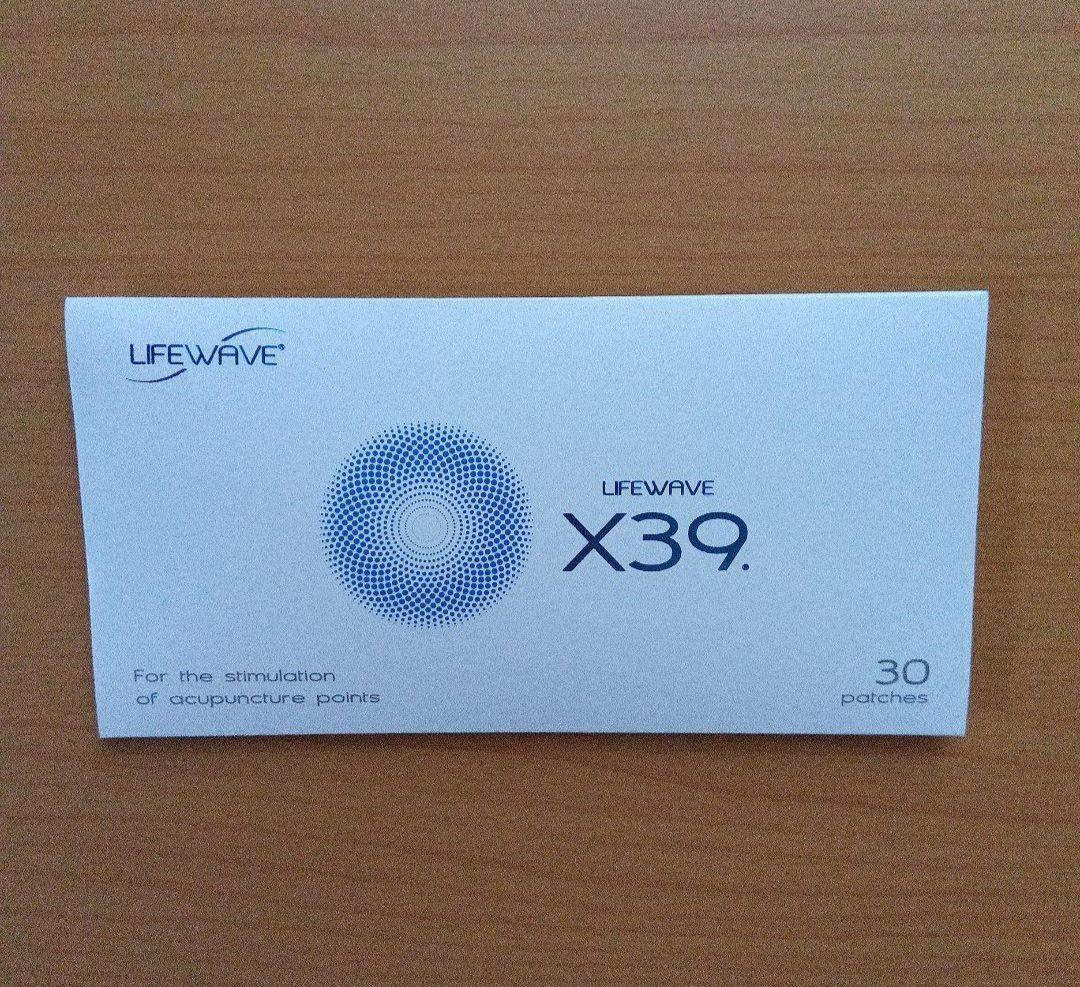 LIFEWAVE®
LIFEWAVE
X39.
For the stimulation
of acupuncture points
30
patches